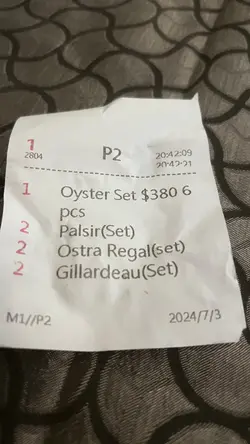 1
2804 P2 20:42:09
20:42:21
1 Oyster Set $380 6
pcs
2 Palsir(Set)
2 Ostra Regal(set)
2 Gillardeau(Set)
M1//P2 2024/7/3